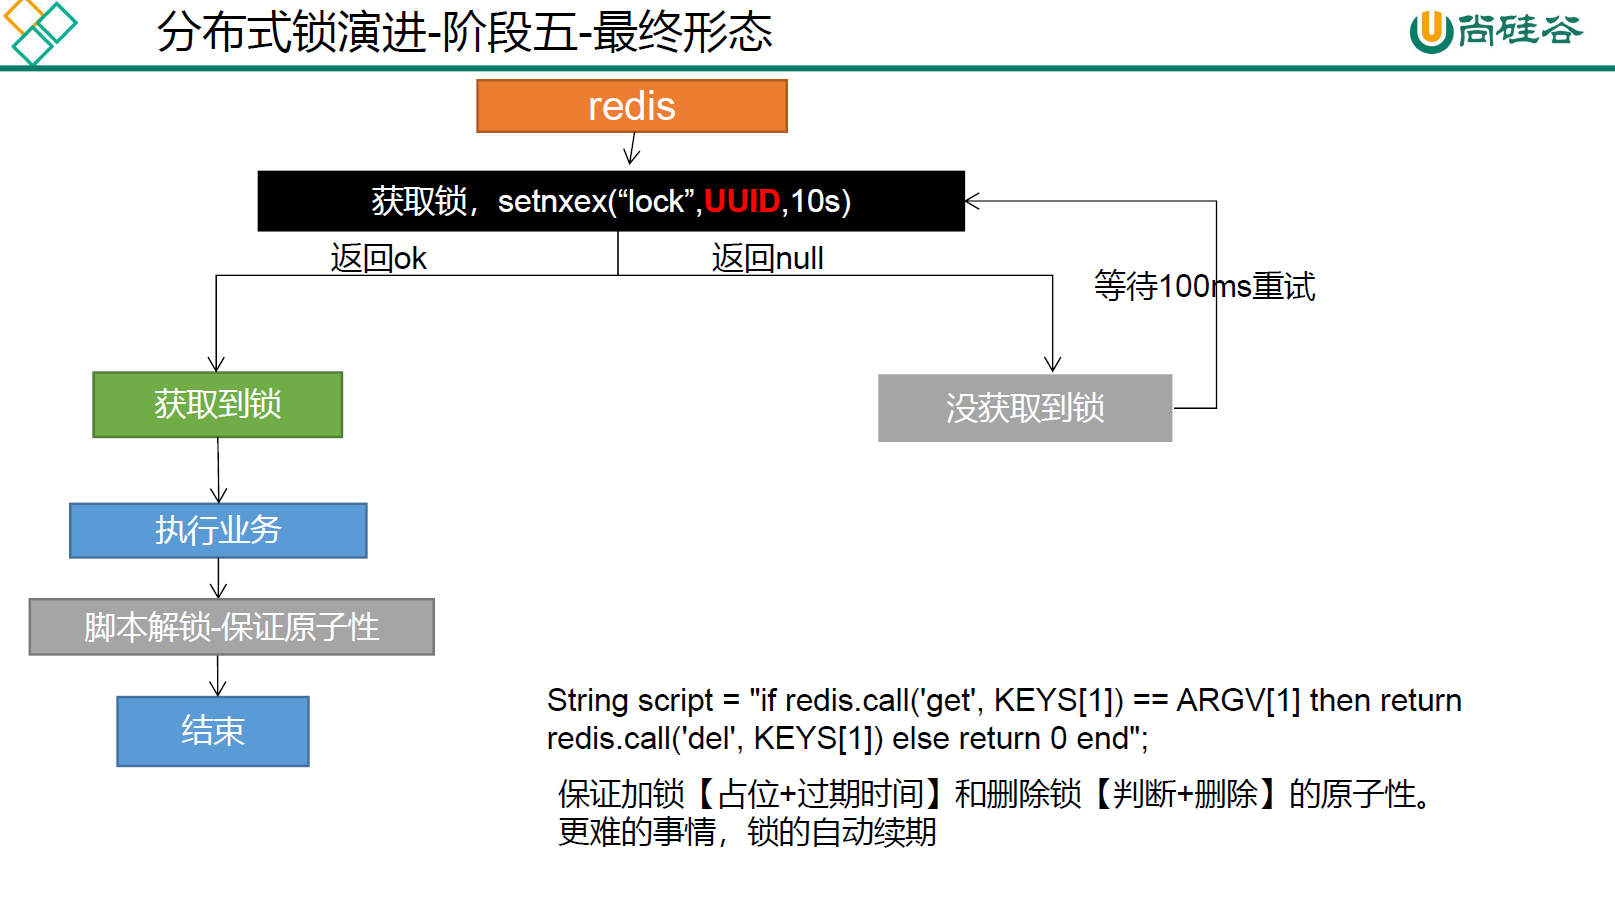 分布式锁演进-阶段五-最终形态
尚硅谷
redis
获取锁，setnxex(“lock”,UUID,10s)
返回ok
返回null
等待100ms重试
获取到锁
没获取到锁
执行业务
脚本解锁-保证原子性
结束
String script = "if redis.call('get', KEYS[1]) == ARGV[1] then return
redis.call('del', KEYS[1]) else return 0 end";
保证加锁【占位+过期时间】和删除锁【判断+删除】的原子性。
更难的事情，锁的自动续期